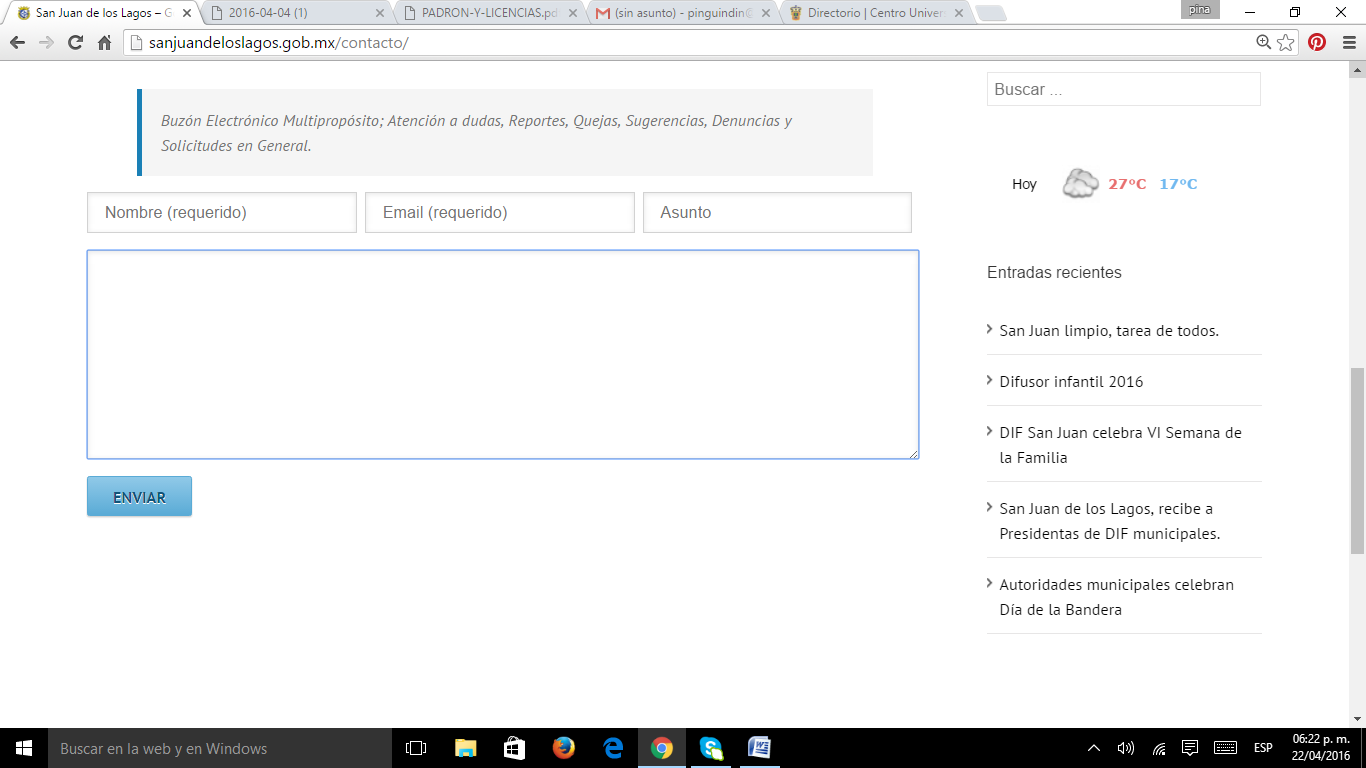 San Juan de los Lagos – G
2016-04-04 (1)
PADRON-Y-LICENCIAS.pd
(sin asunto) - pinguindin@
Directorio | Centro Univer
pina
sanjuandeloslagos.gob.mx/contacto/
Buzón Electrónico Multipropósito; Atención a dudas, Reportes, Quejas, Sugerencias, Denuncias y
Solicitudes en General.
Nombre (requerido)
Email (requerido)
Asunto
ENVIAR
Buscar ...
Hoy
27°C
17°C
Entradas recientes
San Juan limpio, tarea de todos.
Difusor infantil 2016
DIF San Juan celebra VI Semana de
la Familia
San Juan de los Lagos, recibe a
Presidentas de DIF municipales.
Autoridades municipales celebran
Día de la Bandera
Buscar en la web y en Windows
ESP
06:22 p. m.
22/04/2016